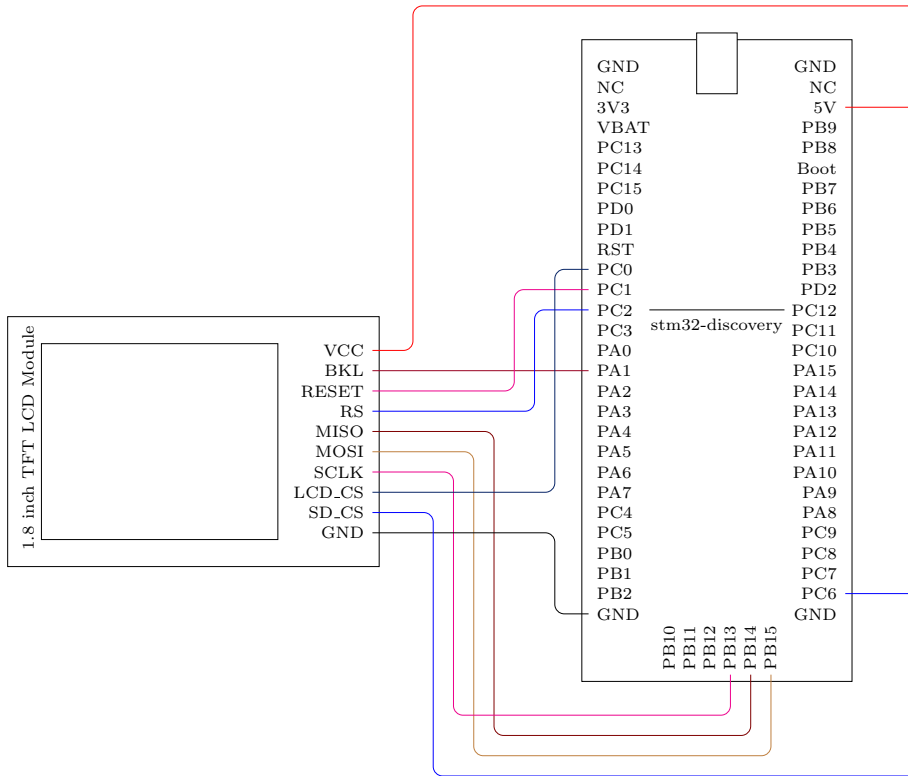 1.8 inch TFT LCD Module
VCC
BKL
RESET
RS
MISO
MOSI
SCLK
LCD_CS
SD_CS
GND
GND
NC
3V3
VBAT
PC13
PC14
PC15
PD0
PD1
RST
PC0
PC1
PC2
PC3
PA0
PA1
PA2
PA3
PA4
PA5
PA6
PA7
PC4
PC5
PB0
PB1
PB2
GND
stm32-discovery
PB10
PB11
PB12
PB13
PB14
PB15
GND
NC
5V
PB9
PB8
Boot
PB7
PB6
PB5
PB4
PB3
PD2
PC12
PC11
PC10
PA15
PA14
PA13
PA12
PA11
PA10
PA9
PA8
PC9
PC8
PC7
PC6
GND